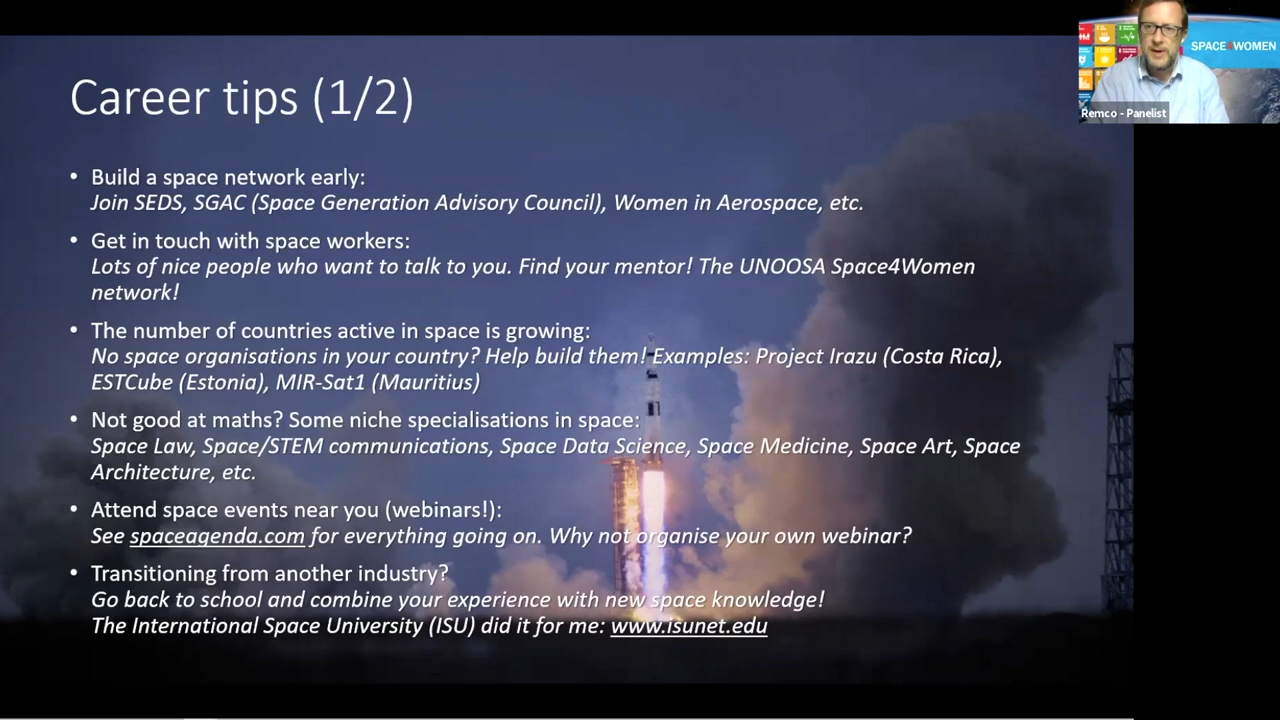 Career tips (1/2)
• Build a space network early:
Join SEDS, SGAC (Space Generation Advisory Council), Women in Aerospace, etc.
• Get in touch with space workers:
Lots of nice people who want to talk to you. Find your mentor! The UNOOSA Space4Women
network!
• The number of countries active in space is growing:
No space organisations in your country? Help build them! Examples: Project Irazu (Costa Rica),
ESTCube (Estonia), MIR-Sat1 (Mauritius)
• Not good at maths? Some niche specialisations in space:
Space Law, Space/STEM communications, Space Data Science, Space Medicine, Space Art, Space
Architecture, etc.
• Attend space events near you (webinars!):
See spaceagenda.com for everything going on. Why not organise your own webinar?
• Transitioning from another industry?
Go back to school and combine your experience with new space knowledge!
The International Space University (ISU) did it for me: www.isunet.edu
SPACE4WOMEN
Remco - Panelist